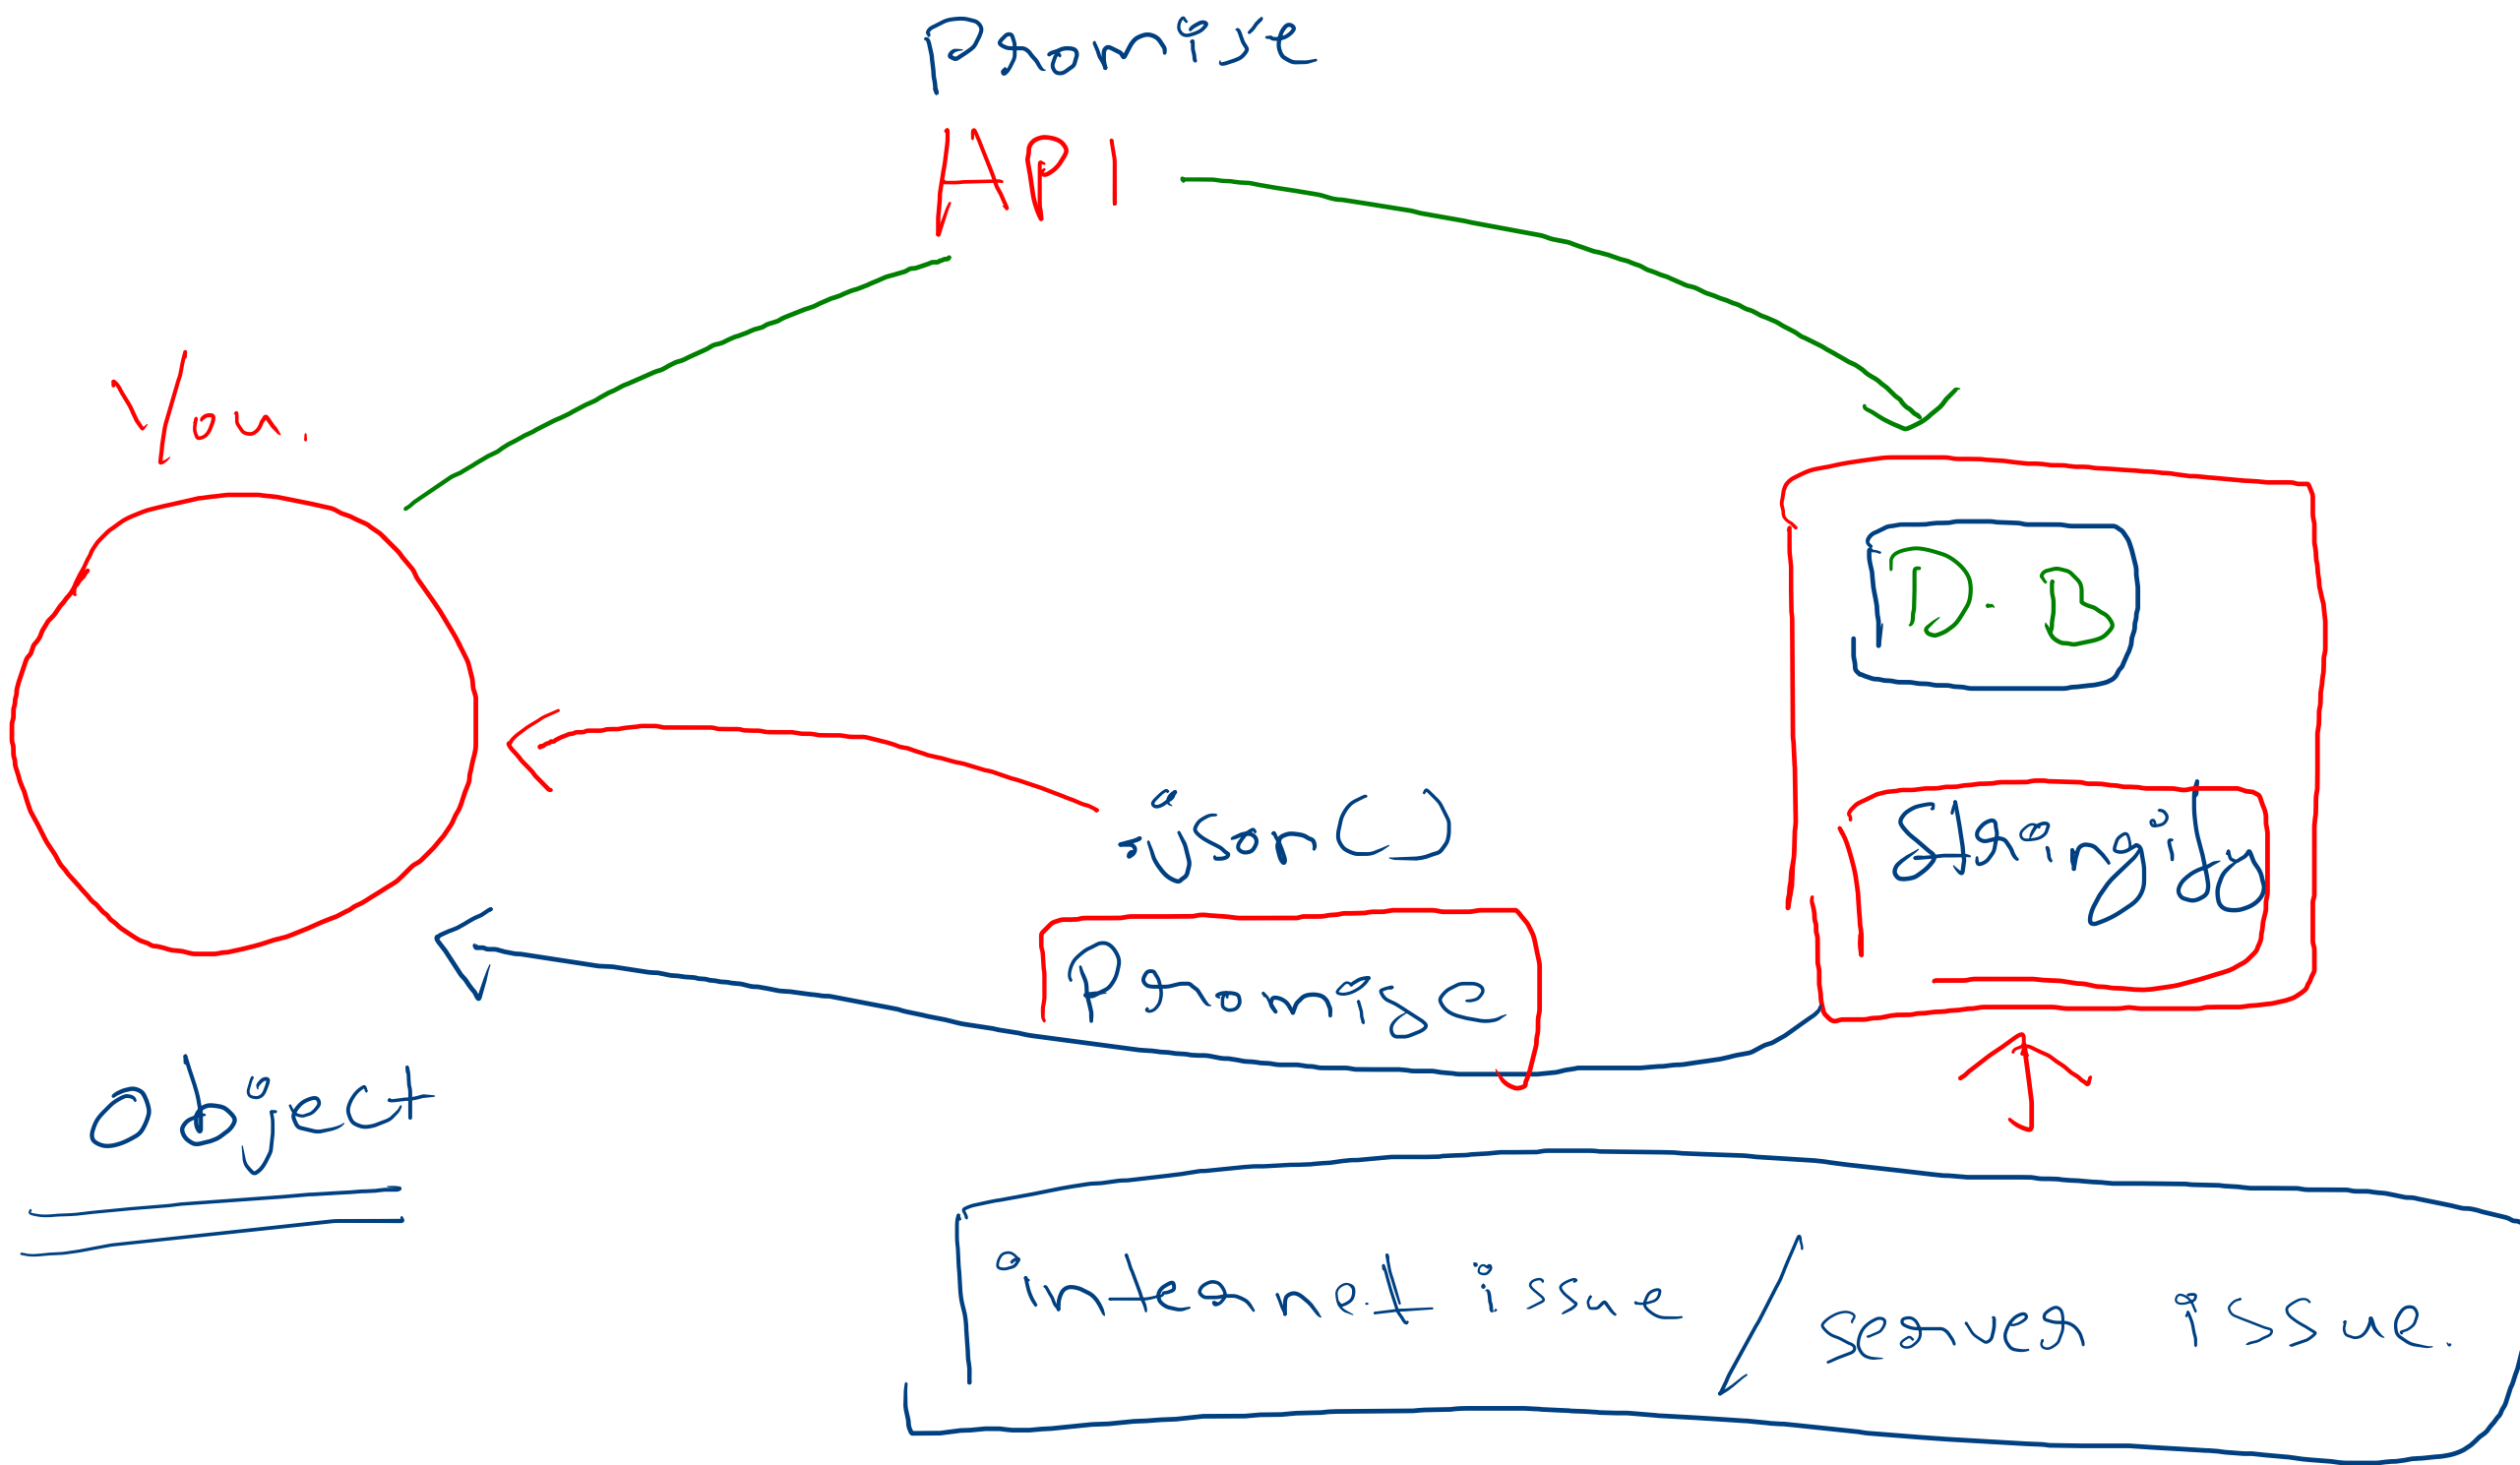 Promise
API
You.
D.B
json()
Stringify
Promise
Object
internet issue / server issue.